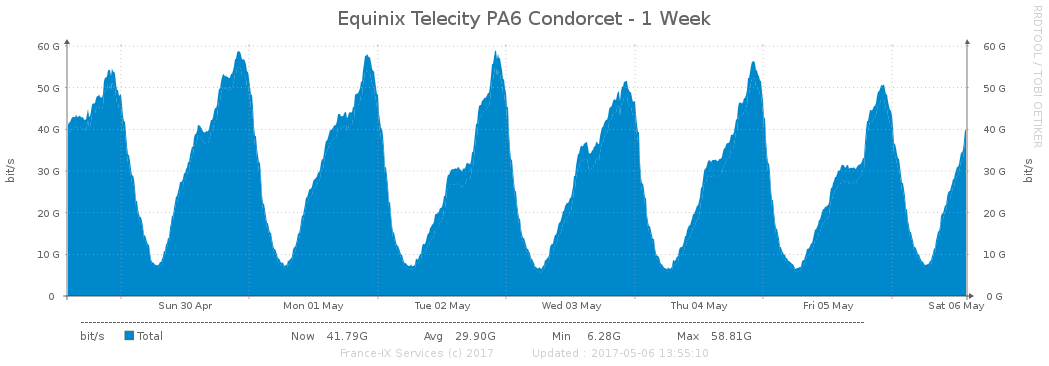 Equinix Telecity PA6 Condorcet - 1 Week
RRDTOOL / TOBI OETIKER
bit/s
60 G
50 G
40 G
30 G
20 G
10 G
0
60 G
50 G
40 G
30 G
20 G
10 G
0 G
bit/s
Sun 30 Apr Mon 01 May Tue 02 May Wed 03 May Thu 04 May Fri 05 May Sat 06 May
bit/s Total Now 41.79G Avg 29.90G Min 6.28G Max 58.81G
France-IX Services (c) 2017 Updated : 2017-05-06 13:55:10